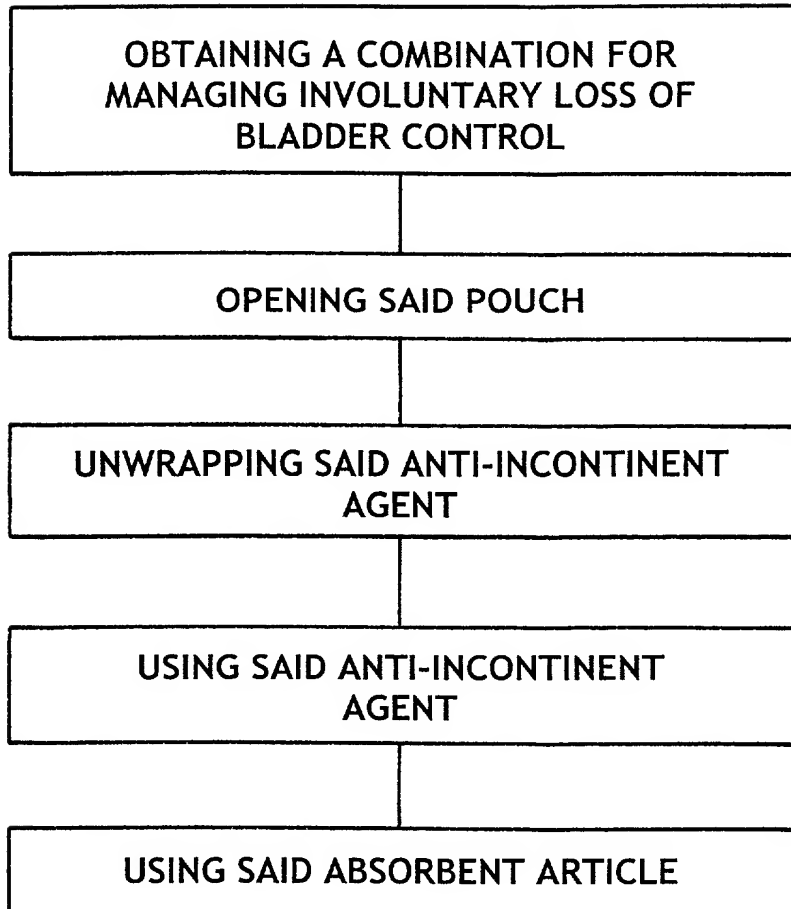 OBTAINING A COMBINATION FOR
MANAGING INVOLUNTARY LOSS OF
BLADDER CONTROL
OPENING SAID POUCH
UNWRAPPING SAID ANTI-INCONTINENT
AGENT
USING SAID ANTI-INCONTINENT
AGENT
USING SAID ABSORBENT ARTICLE